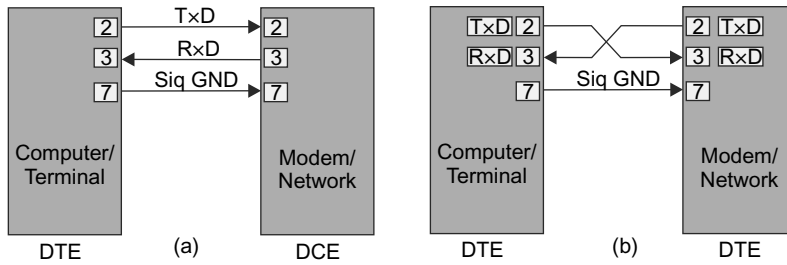 2 T×D 2
3 R×D 3
7 Siq GND 7
Computer/
Terminal
Modem/
Network
DTE (a) DCE
T×D 2 2 T×D
R×D 3 3 R×D
7 Siq GND 7
Computer/
Terminal
Modem/
Network
DTE (b) DTE